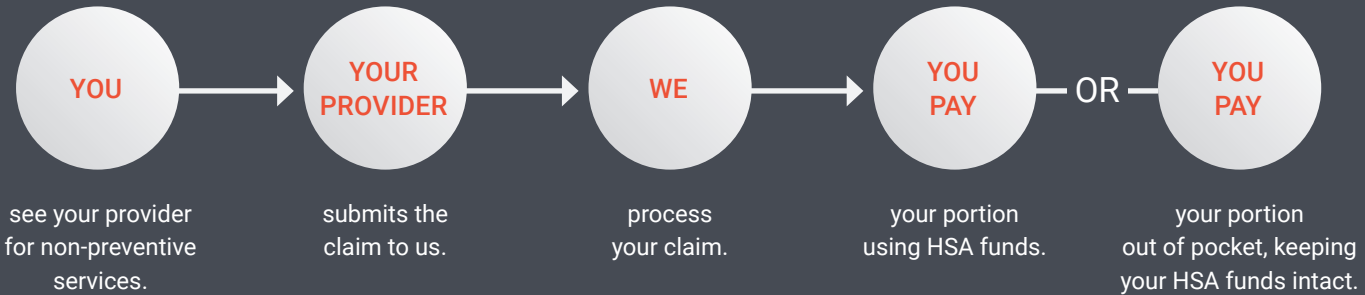 YOU
see your provider
for non-preventive
services.
YOUR
PROVIDER
submits the
claim to us.
WE
process
your claim.
YOU
PAY
your portion
using HSA funds.
OR
YOU
PAY
your portion
out of pocket, keeping
your HSA funds intact.